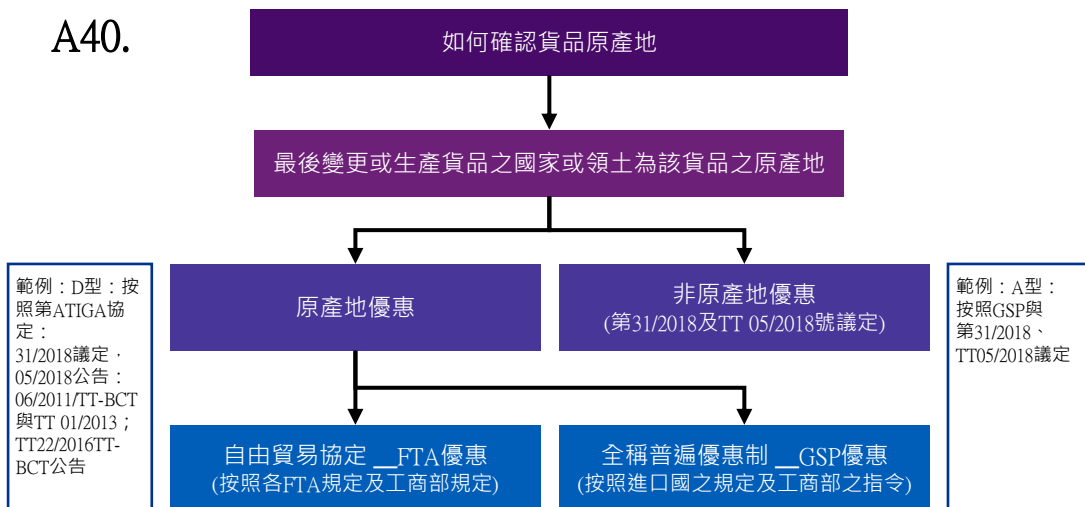 A40.
如何確認貨品原產地
最後變更或生產貨品之國家或領土為該貨品之原產地
範例：D型：按
照第ATIGA協
定：
31/2018議定，
05/2018公告：
06/2011/TT-BCT
與TT 01/2013；
TT22/2016TT-
BCT公告
原產地優惠
非原產地優惠
(第31/2018及TT 05/2018號議定)
範例：A型：
按照GSP與
第31/2018、
TT05/2018議定
自由貿易協定 __FTA優惠
(按照各FTA規定及工商部規定)
全稱普遍優惠制 __GSP優惠
(按照進口國之規定及工商部之指令)